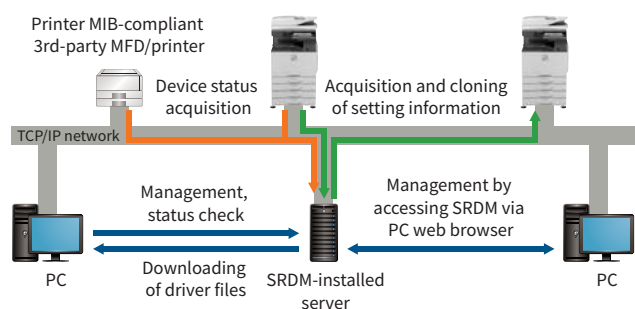 Printer MIB-compliant
3rd-party MFD/printer
Device status
acquisition
Acquisition and cloning
of setting information
TCP/IP network
Management,
status check
Management by
accessing SRDM via
PC web browser
Downloading
of driver files
PC
SRDM-installed
server
PC